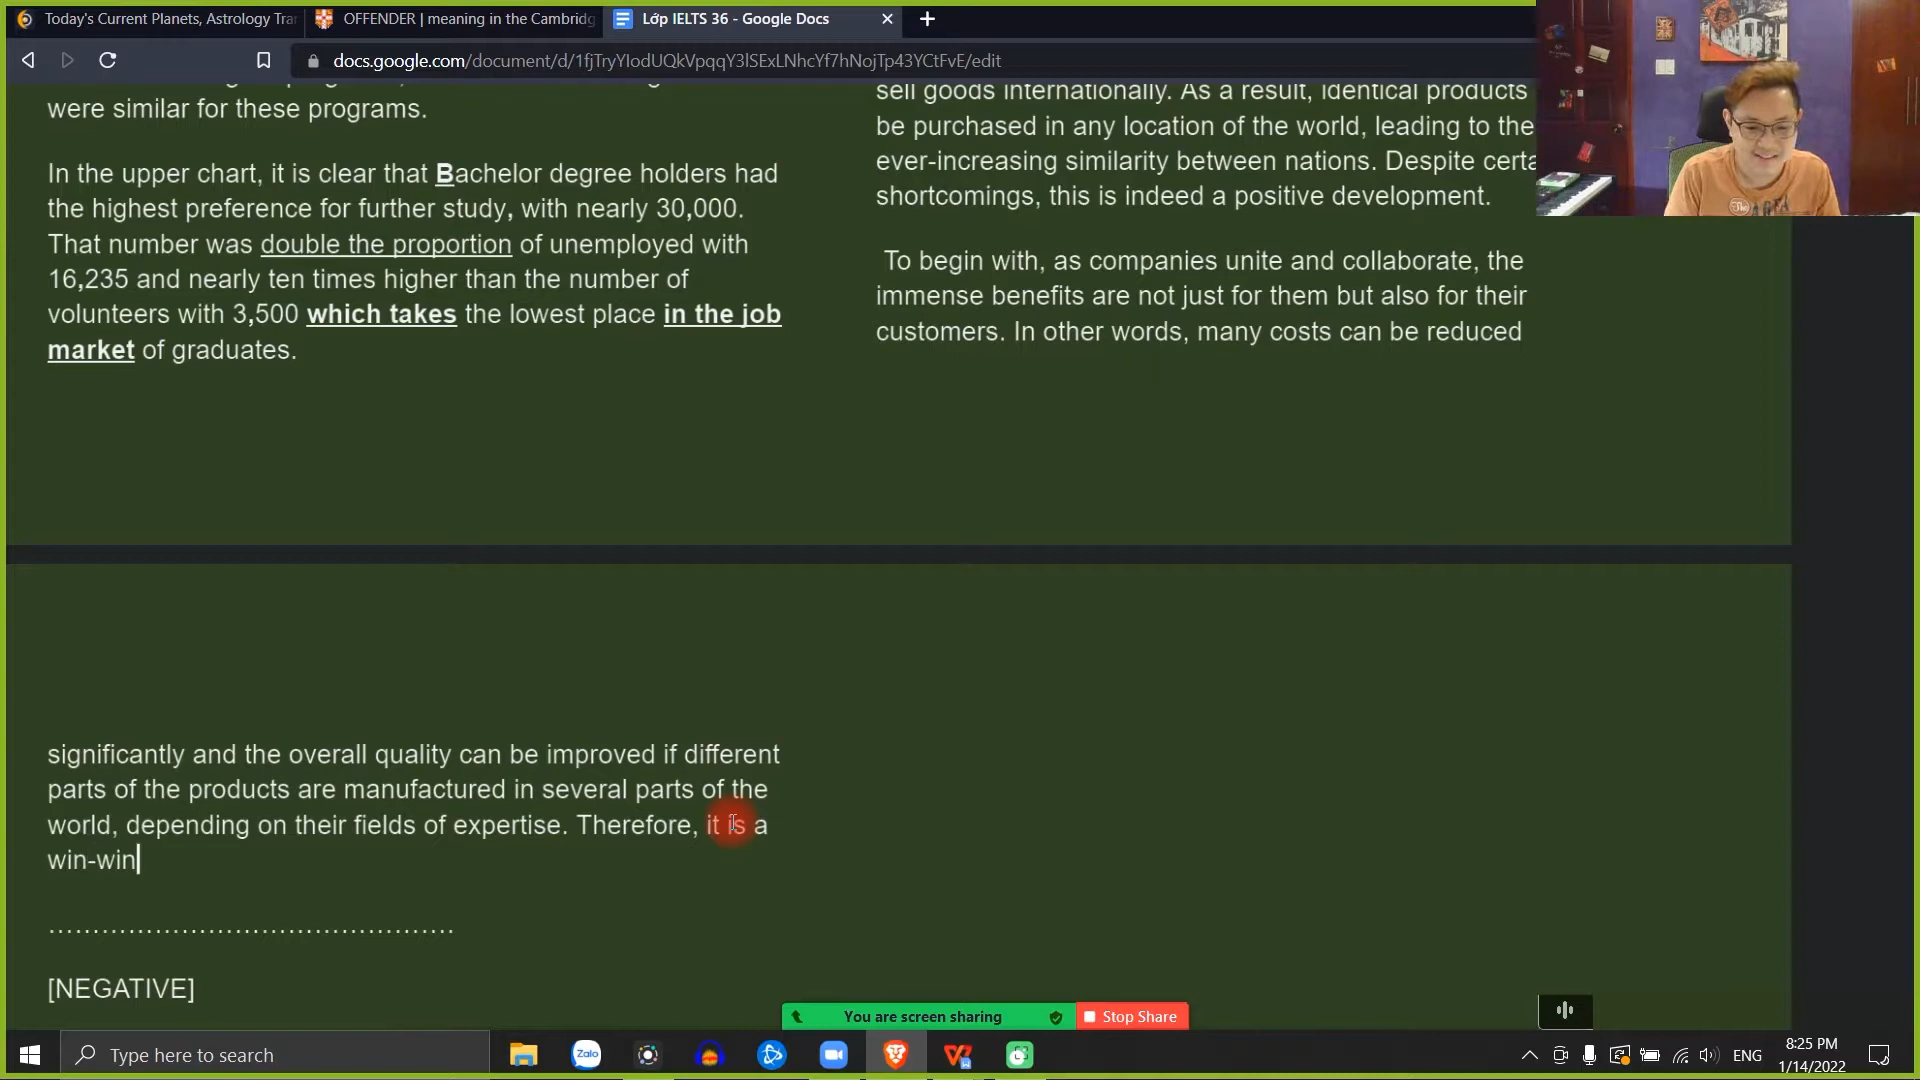 Today's Current Planets, Astrology Tra
OFFENDER | meaning in the Cambridg
Lớp IELTS 36 - Google Docs
docs.google.com/document/d/1fjTryYIodUQkVpqqY3lSExLNhcYf7hNojTp43YCtFvE/edit
were similar for these programs.
In the upper chart, it is clear that Bachelor degree holders had
the highest preference for further study, with nearly 30,000.
That number was double the proportion of unemployed with
16,235 and nearly ten times higher than the number of
volunteers with 3,500 which takes the lowest place in the job
market of graduates.
sell goods internationally. As a result, identical products
be purchased in any location of the world, leading to the
ever-increasing similarity between nations. Despite certa
shortcomings, this is indeed a positive development.
To begin with, as companies unite and collaborate, the
immense benefits are not just for them but also for their
customers. In other words, many costs can be reduced
significantly and the overall quality can be improved if different
parts of the products are manufactured in several parts of the
world, depending on their fields of expertise. Therefore, it is a
win-win
………………………………………
[NEGATIVE]
You are screen sharing
Stop Share
Type here to search
Zalo
ENG
8:25 PM
1/14/2022